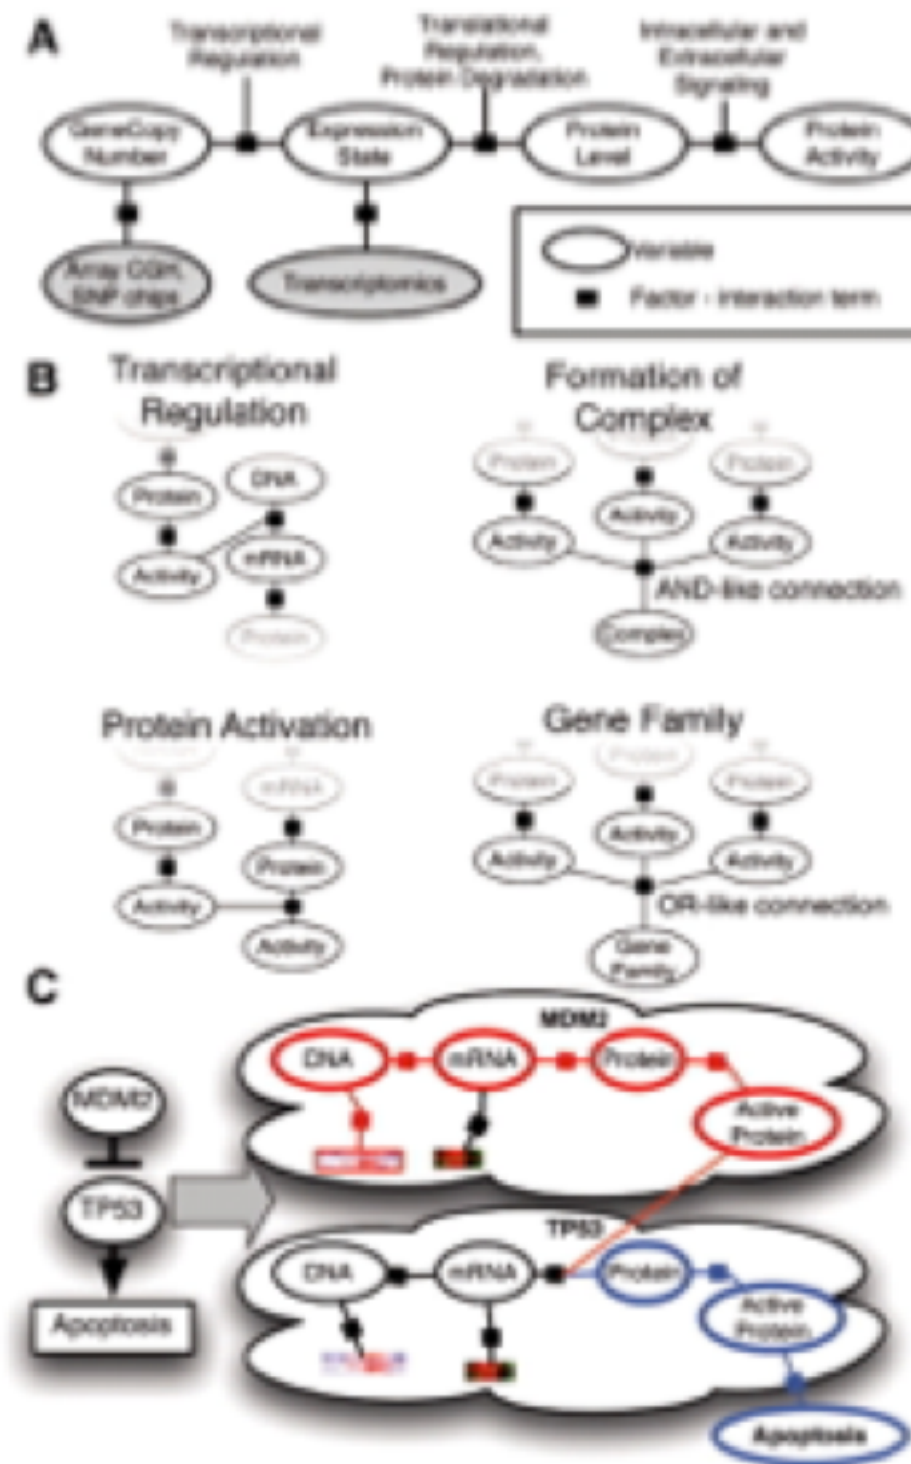 A
Transcriptional
Regulation
Translational
Regulation,
Protein Degradation
Intracellular and
Extracellular
Signaling
GeneCopy
Number
Expression
State
Protein
Level
Protein
Activity
Array CGH,
SNP chips
Transcriptomics
Variable
Factor - interaction term
B
Transcriptional
Regulation
Protein
DNA
Activity
mRNA
Protein
Formation of
Complex
Protein
Protein
Activity
Activity
Activity
AND-like connection
Complex
Protein Activation
mRNA
Protein
Protein
Activity
Activity
Gene Family
Protein
Protein
Protein
Activity
Activity
Activity
OR-like connection
Gene
Family
C
MDM2
TP53
Apoptosis
MDM2
DNA
mRNA
Protein
Active
Protein
TP53
DNA
mRNA
Protein
Active
Protein
Apoptosis